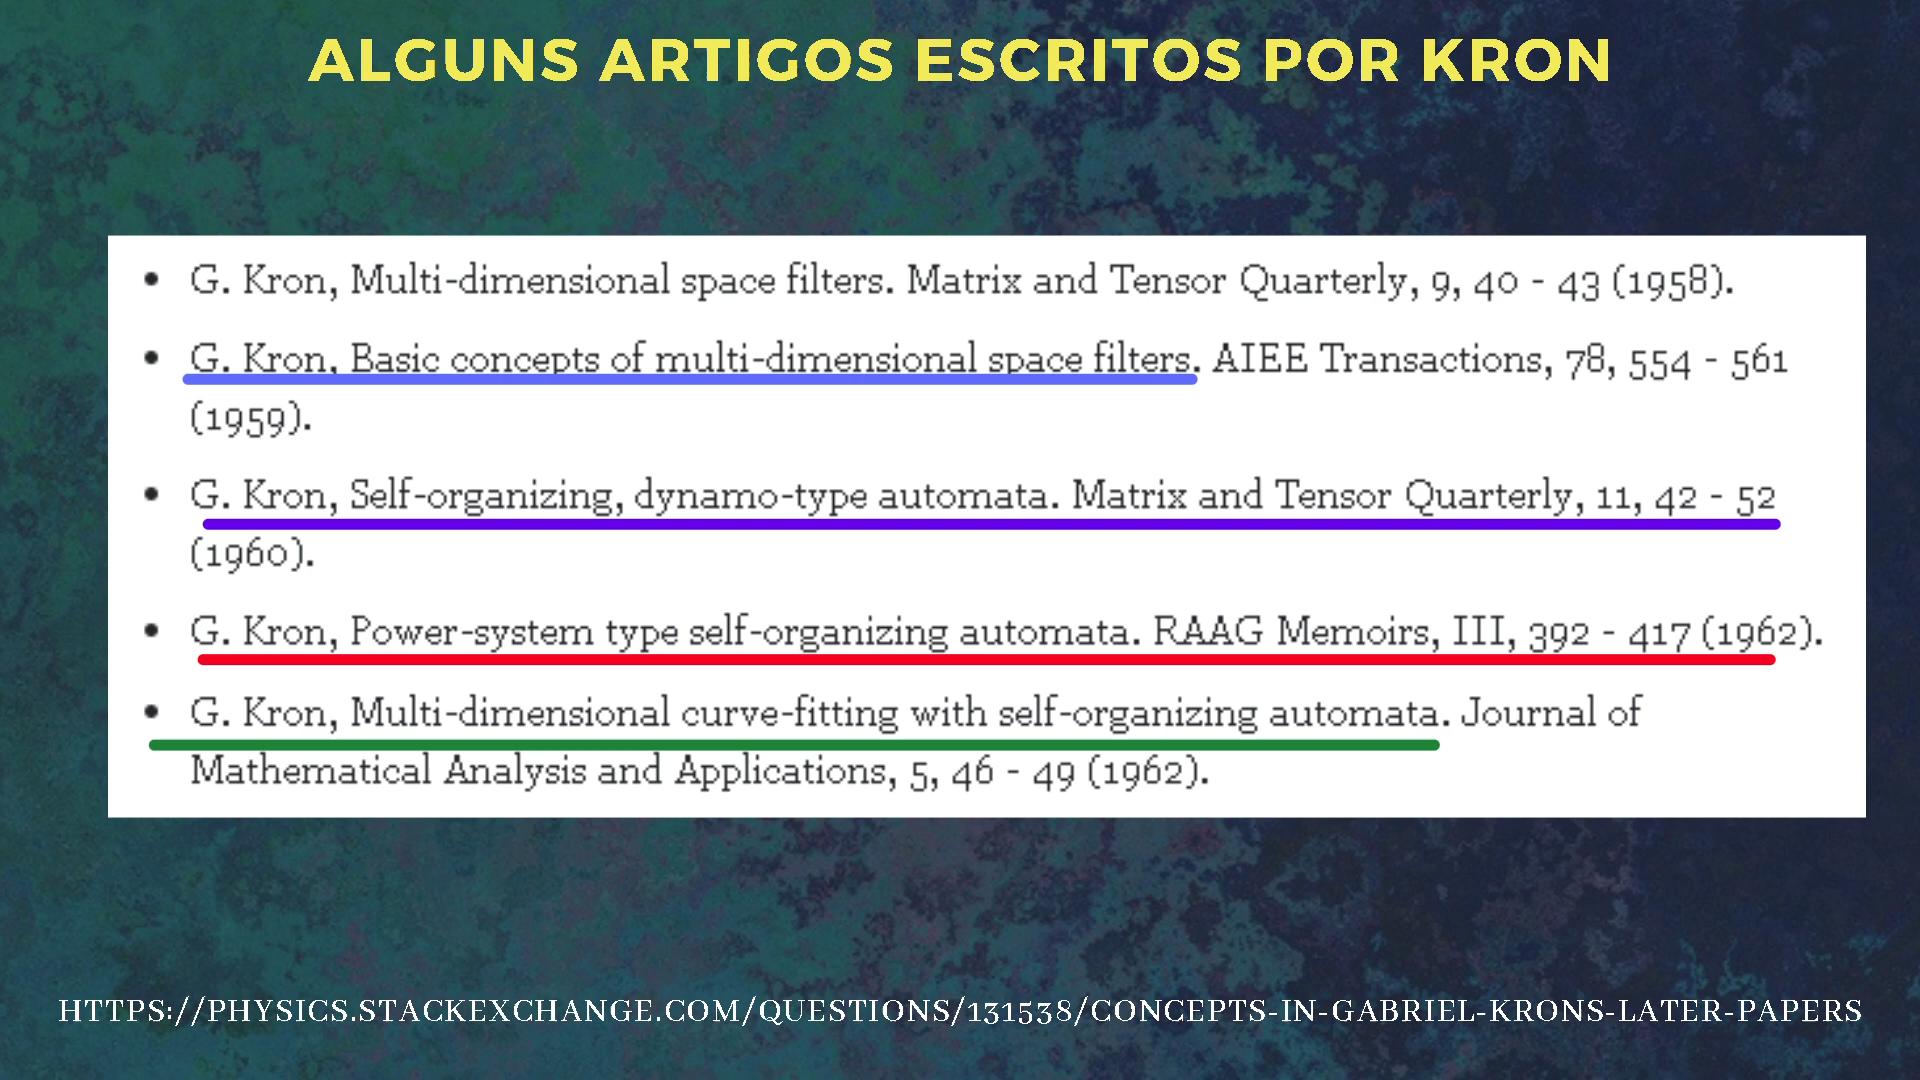 ALGUNS ARTIGOS ESCRITOS POR KRON
• G. Kron, Multi-dimensional space filters. Matrix and Tensor Quarterly, 9, 40 - 43 (1958).
• G. Kron, Basic concepts of multi-dimensional space filters. AIEE Transactions, 78, 554 - 561
(1959).
• G. Kron, Self-organizing, dynamo-type automata. Matrix and Tensor Quarterly, 11, 42 - 52
(1960).
• G. Kron, Power-system type self-organizing automata. RAAG Memoirs, III, 392 - 417 (1962).
• G. Kron, Multi-dimensional curve-fitting with self-organizing automata. Journal of
Mathematical Analysis and Applications, 5, 46 - 49 (1962).
HTTPS://PHYSICS.STACKEXCHANGE.COM/QUESTIONS/131538/CONCEPTS-IN-GABRIEL-KRONS-LATER-PAPERS